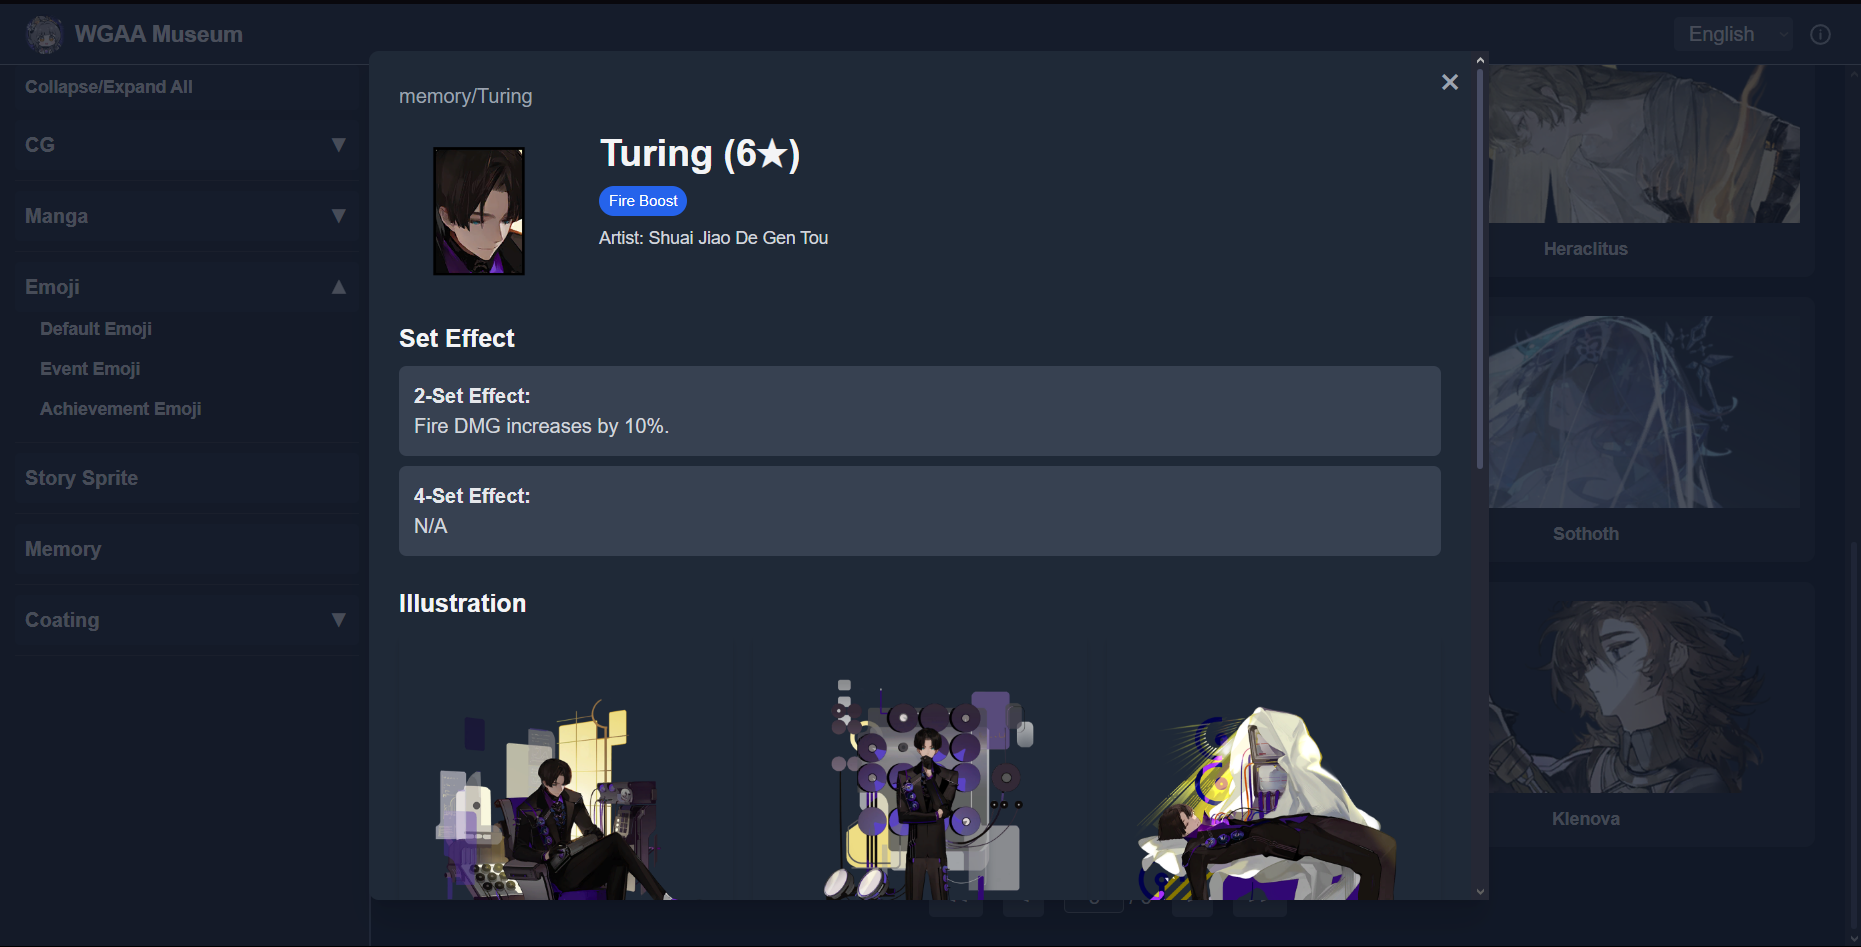 WGAA Museum
English
Collapse/Expand All
CG
Manga
Emoji
Default Emoji
Event Emoji
Achievement Emoji
Story Sprite
Memory
Coating
memory/Turing
Turing (6★)
Fire Boost
Artist: Shuai Jiao De Gen Tou
Set Effect
2-Set Effect:
Fire DMG increases by 10%.
4-Set Effect:
N/A
Illustration
Heraclitus
Sothoth
Klenova